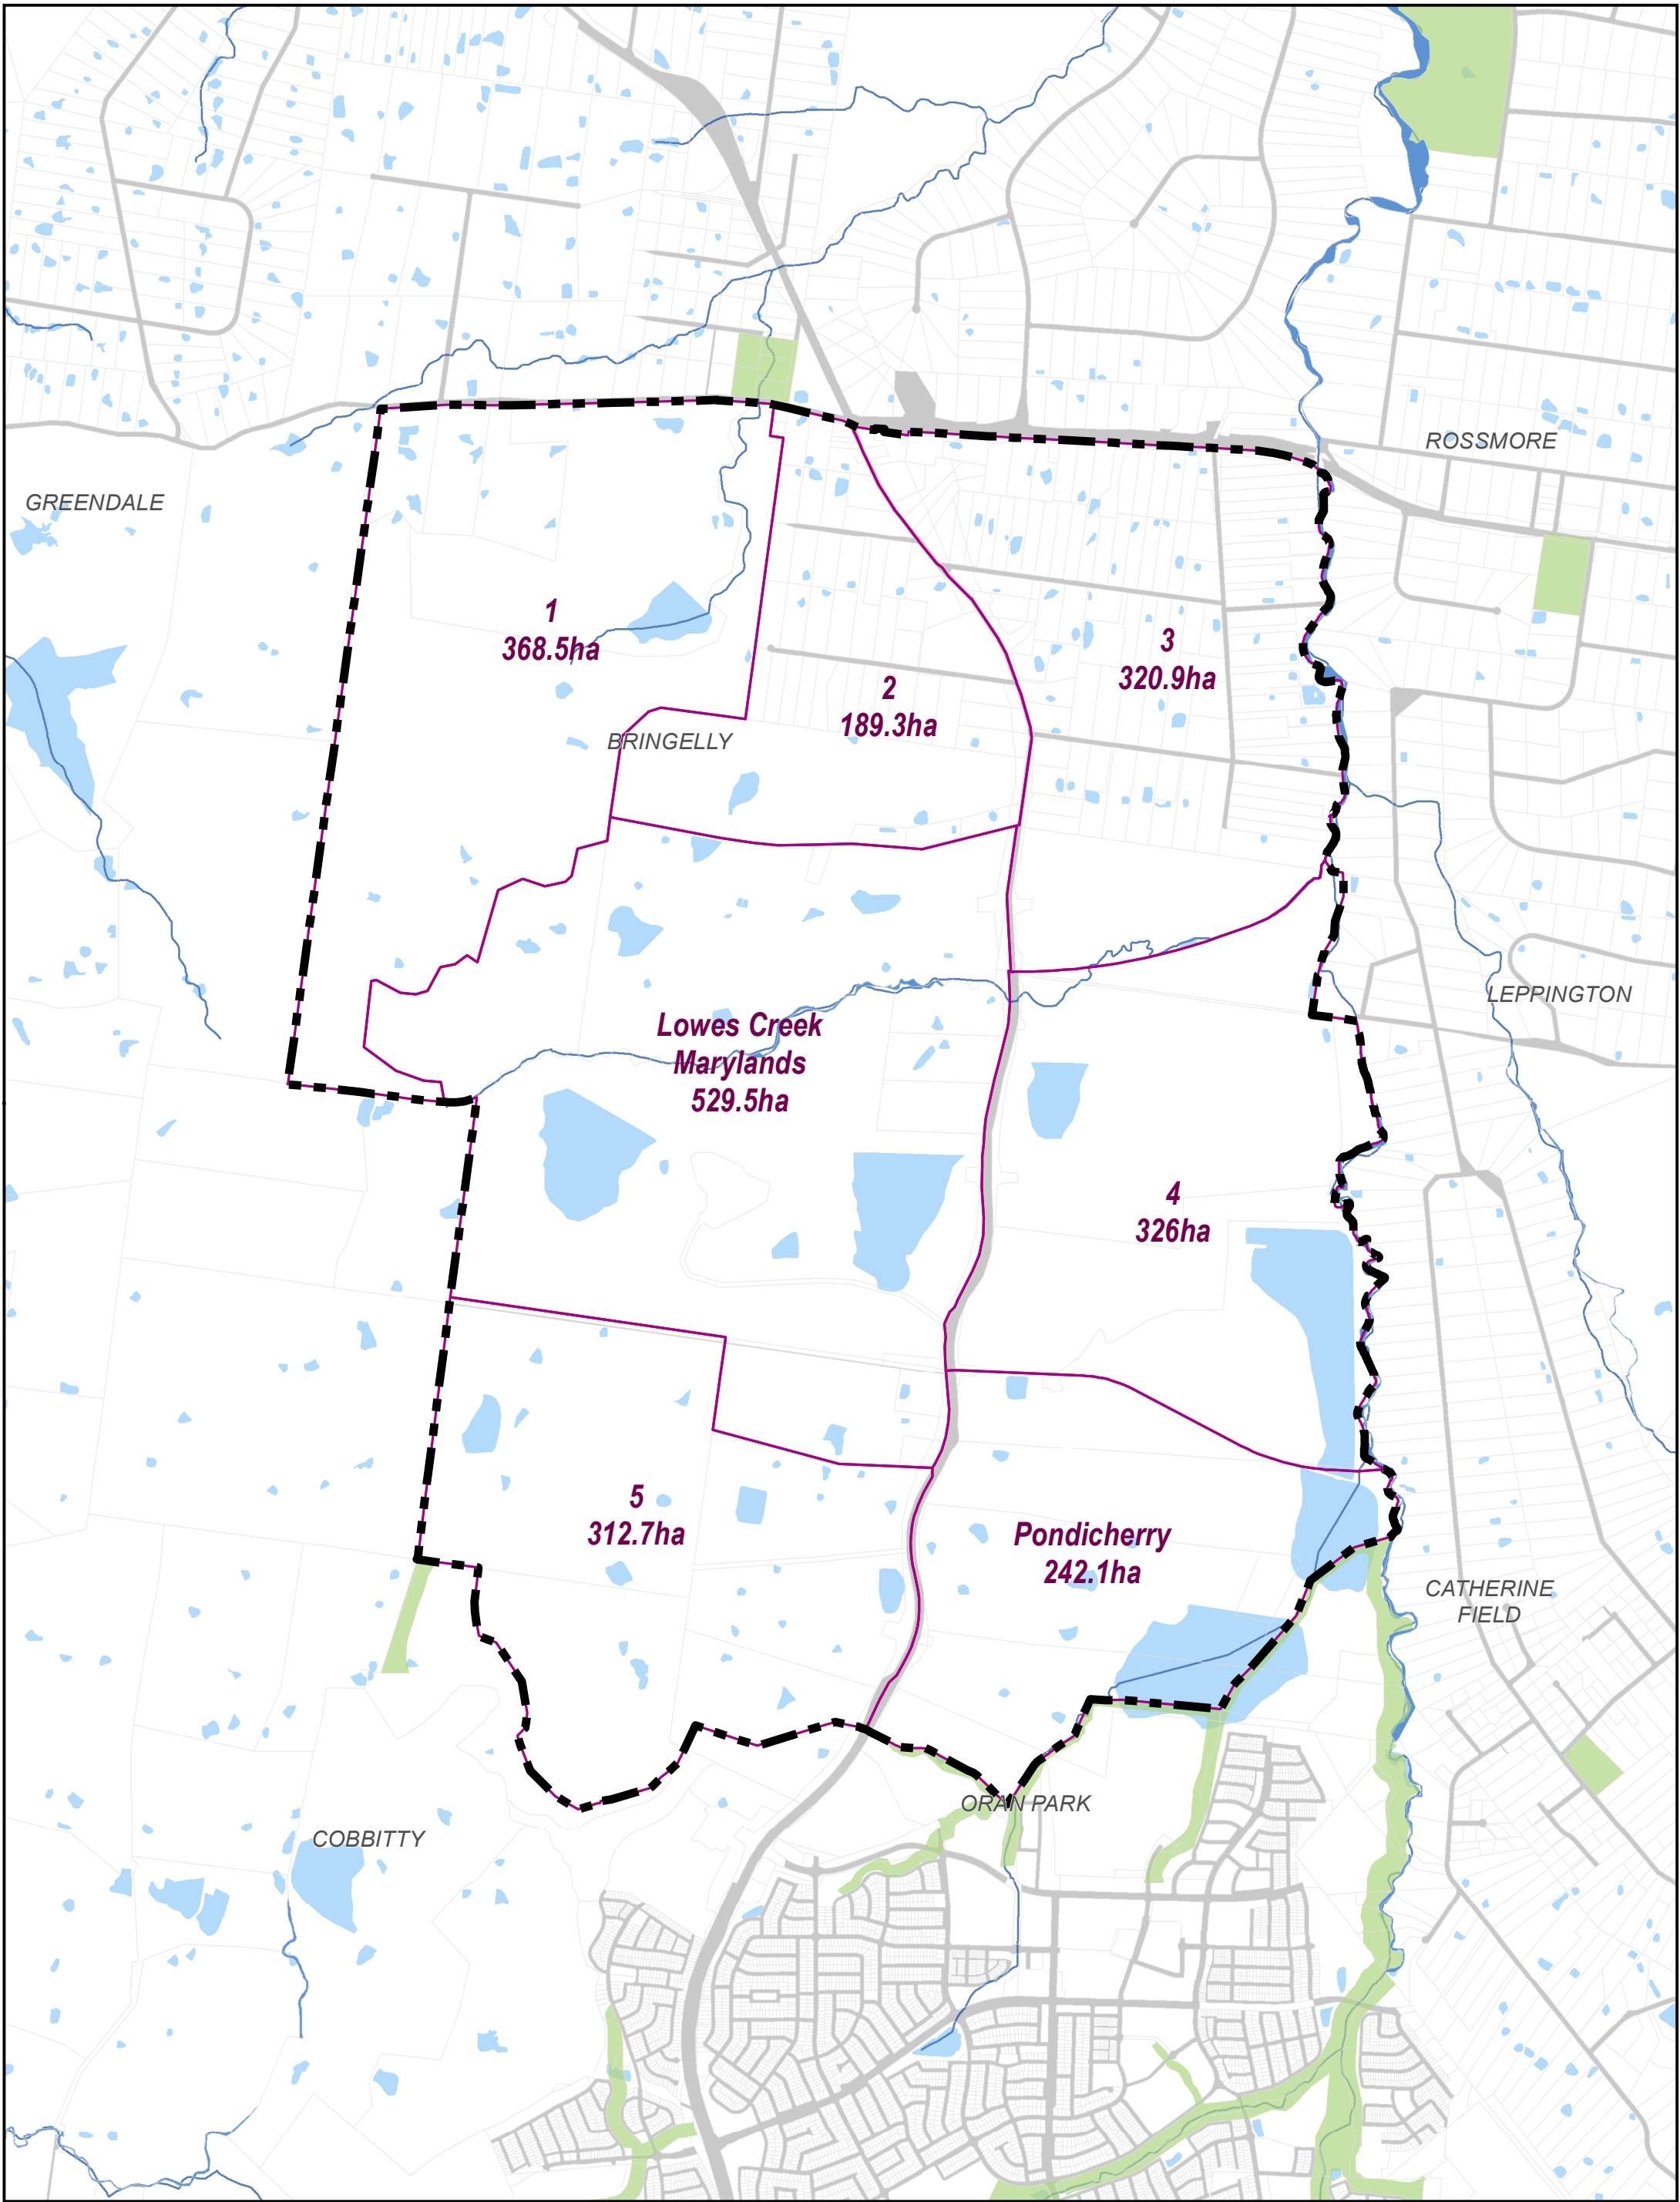 ROSSMORE
GREENDALE
1
368.5ha
3
320.9ha
2
189.3ha
BRINGELLY
LEPPINGTON
Lowes Creek
Marylands
529.5ha
4
326ha
5
312.7ha
Pondicherry
242.1ha
CATHERINE
FIELD
ORAN PARK
COBBITTY